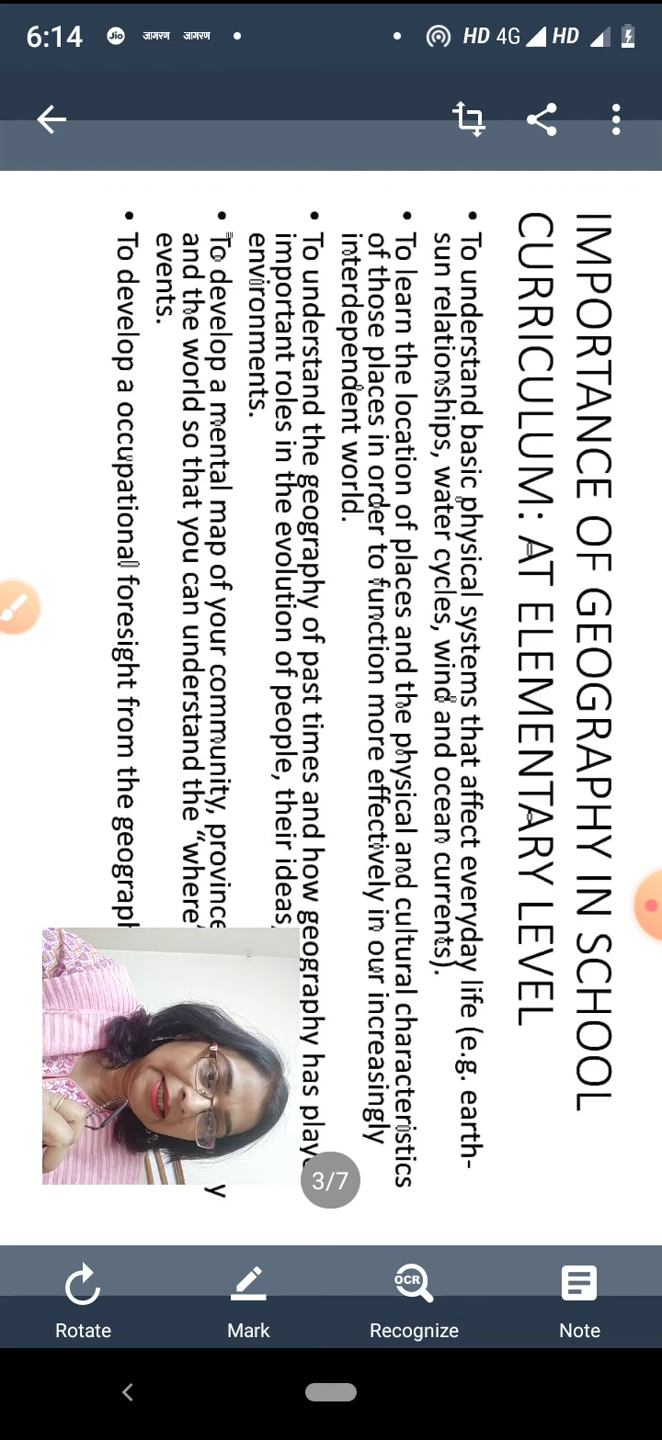 6:14 Jio जागरण जागरण HD 4G HD
IMPORTANCE OF GEOGRAPHY IN SCHOOL
CURRICULUM: AT ELEMENTARY LEVEL
• To understand basic physical systems that affect everyday life (e.g. earth-
sun relationships, water cycles, wind and ocean currents).
• To learn the location of places and the physical and cultural characteristics
of those places in order to function more effectively in our increasingly
interdependent world.
• To understand the geography of past times and how geography has play
important roles in the evolution of people, their ideas,
environments.
• To develop a mental map of your community, province y
and the world so that you can understand the “where
events.
• To develop a occupational foresight from the geograph
3/7
Rotate Mark OCR Recognize Note